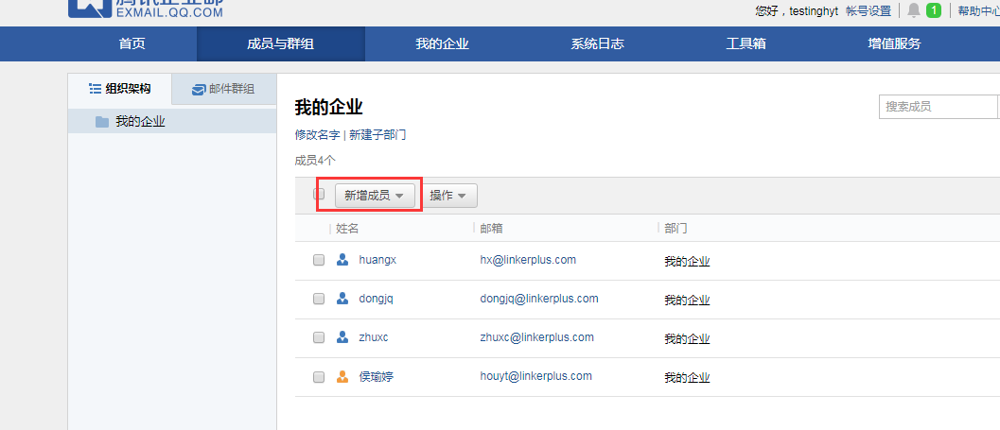 腾讯企业邮
EXMAIL.QQ.COM
您好，testinghyt 帐号设置 | 1 | 帮助中心
首页 成员与群组 我的企业 系统日志 工具箱 增值服务
组织架构 邮件群组
我的企业
我的企业
搜索成员
修改名字 | 新建子部门
成员4个
新增成员 操作
姓名 邮箱 部门
huangx hx@linkerplus.com 我的企业
dongjq dongjq@linkerplus.com 我的企业
zhuxc zhuxc@linkerplus.com 我的企业
侯瑜婷 houyt@linkerplus.com 我的企业